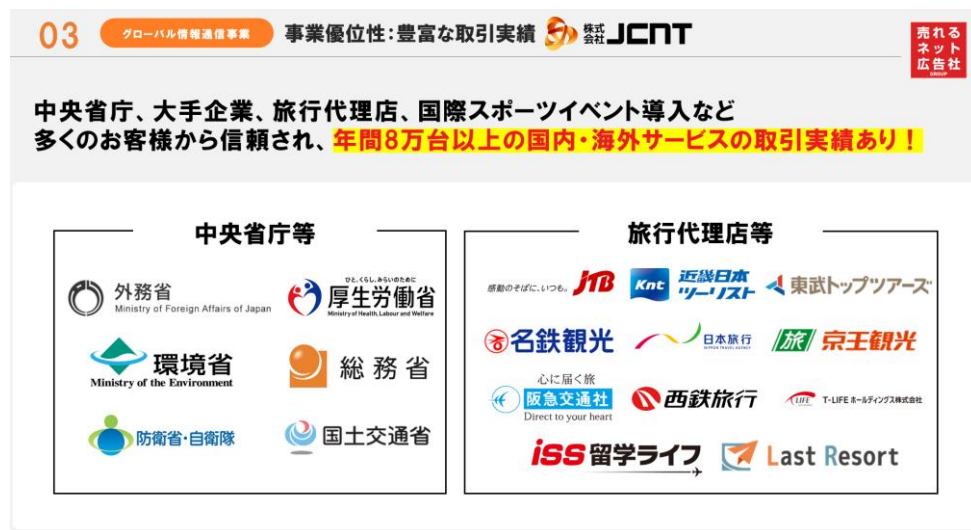 03 グローバル情報通信事業 事業優位性：豊富な取引実績 株式会社JCNT
売れる
ネット
広告社
GROUP
中央省庁、大手企業、旅行代理店、国際スポーツイベント導入など
多くのお客様から信頼され、年間8万台以上の国内・海外サービスの取引実績あり！
中央省庁等
外務省
Ministry of Foreign Affairs of Japan
ひと、くらし、みらいのために
厚生労働省
Ministry of Health, Labour and Welfare
環境省
Ministry of the Environment
総務省
防衛省・自衛隊
国土交通省
旅行代理店等
感動のそばに、いつも。 JTB
Knt 近畿日本
ツーリスト
東武トップツアーズ
名鉄観光
日本旅行
NIPPON TRAVEL AGENCY
旅 京王観光
心に届く旅
阪急交通社
Direct to your heart
西鉄旅行
T-LIFE T-LIFE ホールディングス株式会社
iss 留学ライフ
Last Resort